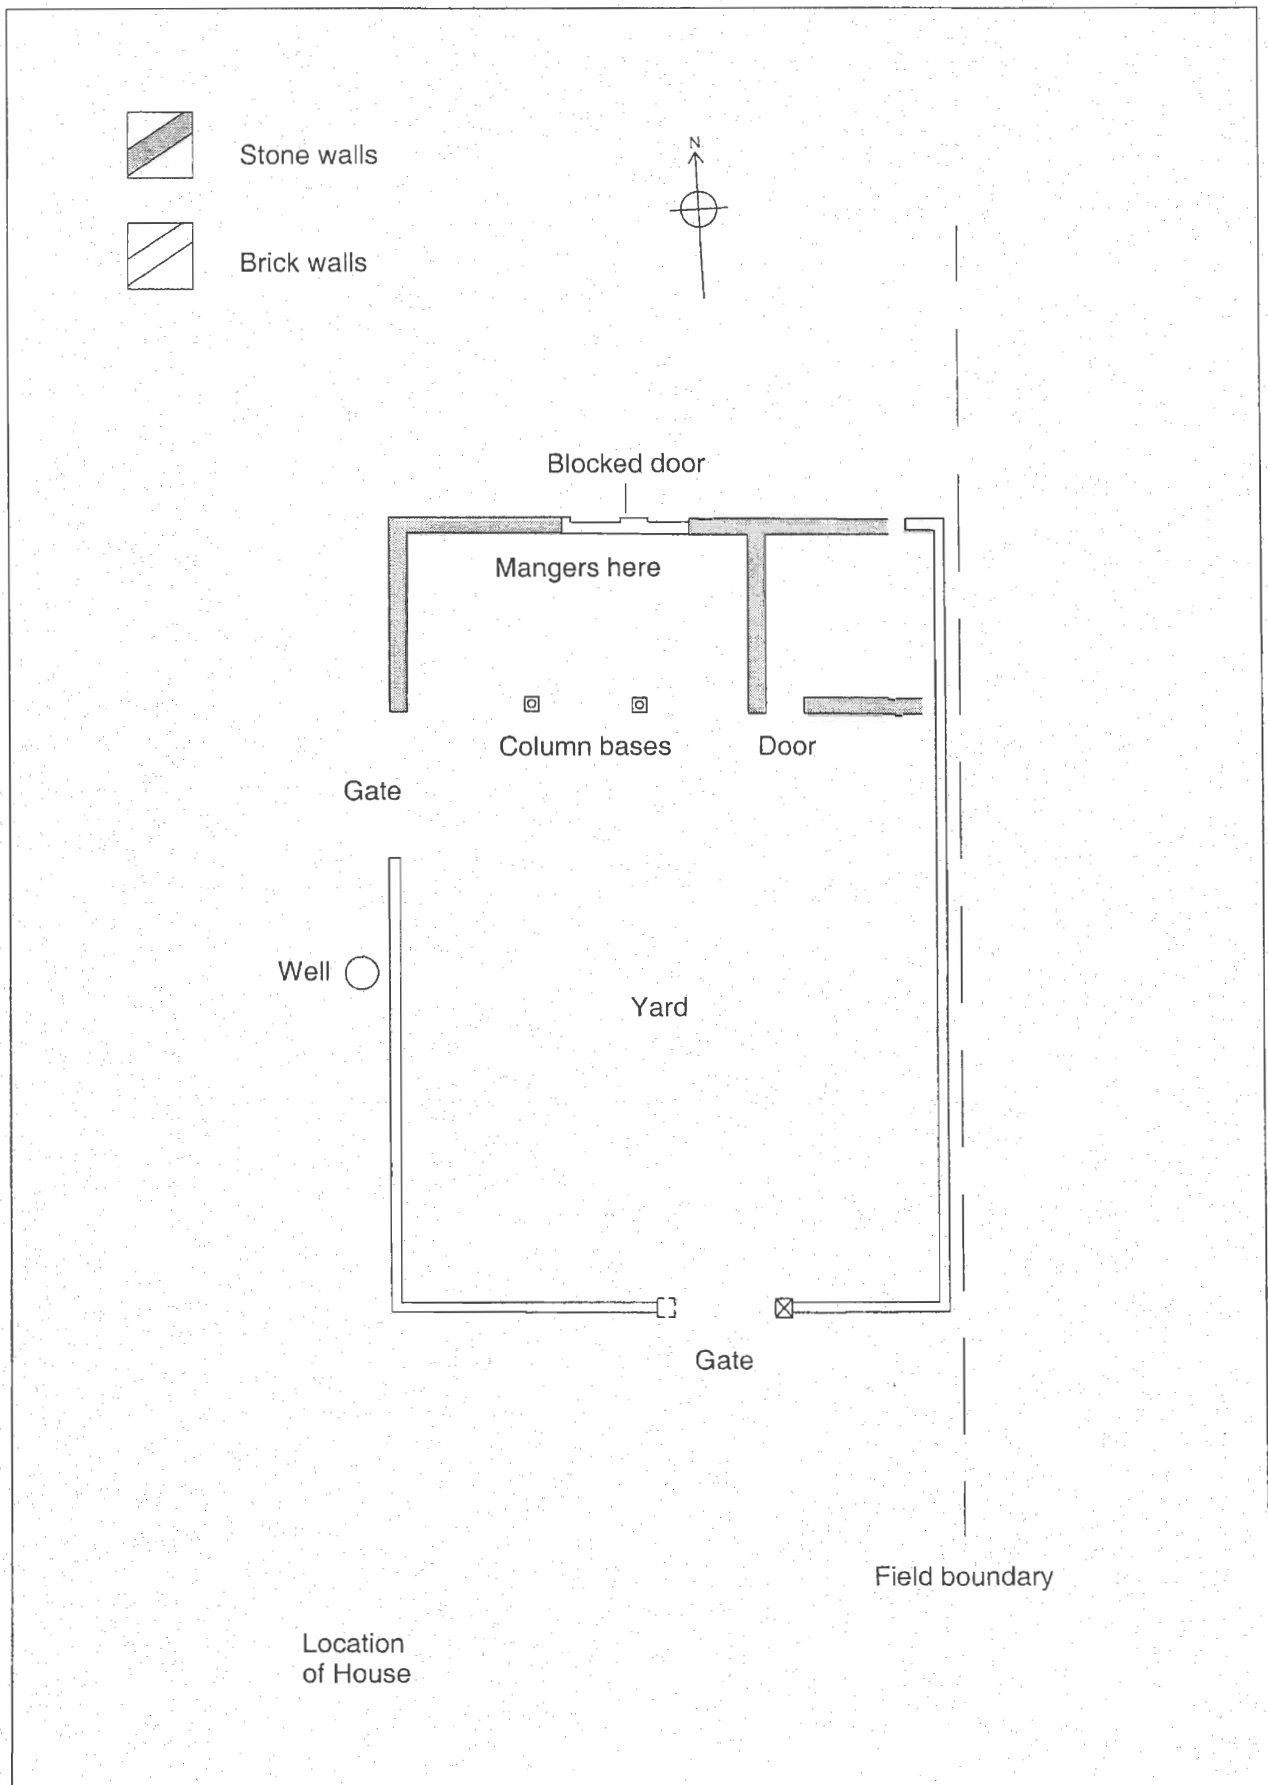 N
Stone walls
Brick walls
Blocked door
Mangers here
Column bases
Door
Gate
Well
Yard
Gate
Field boundary
Location
of House